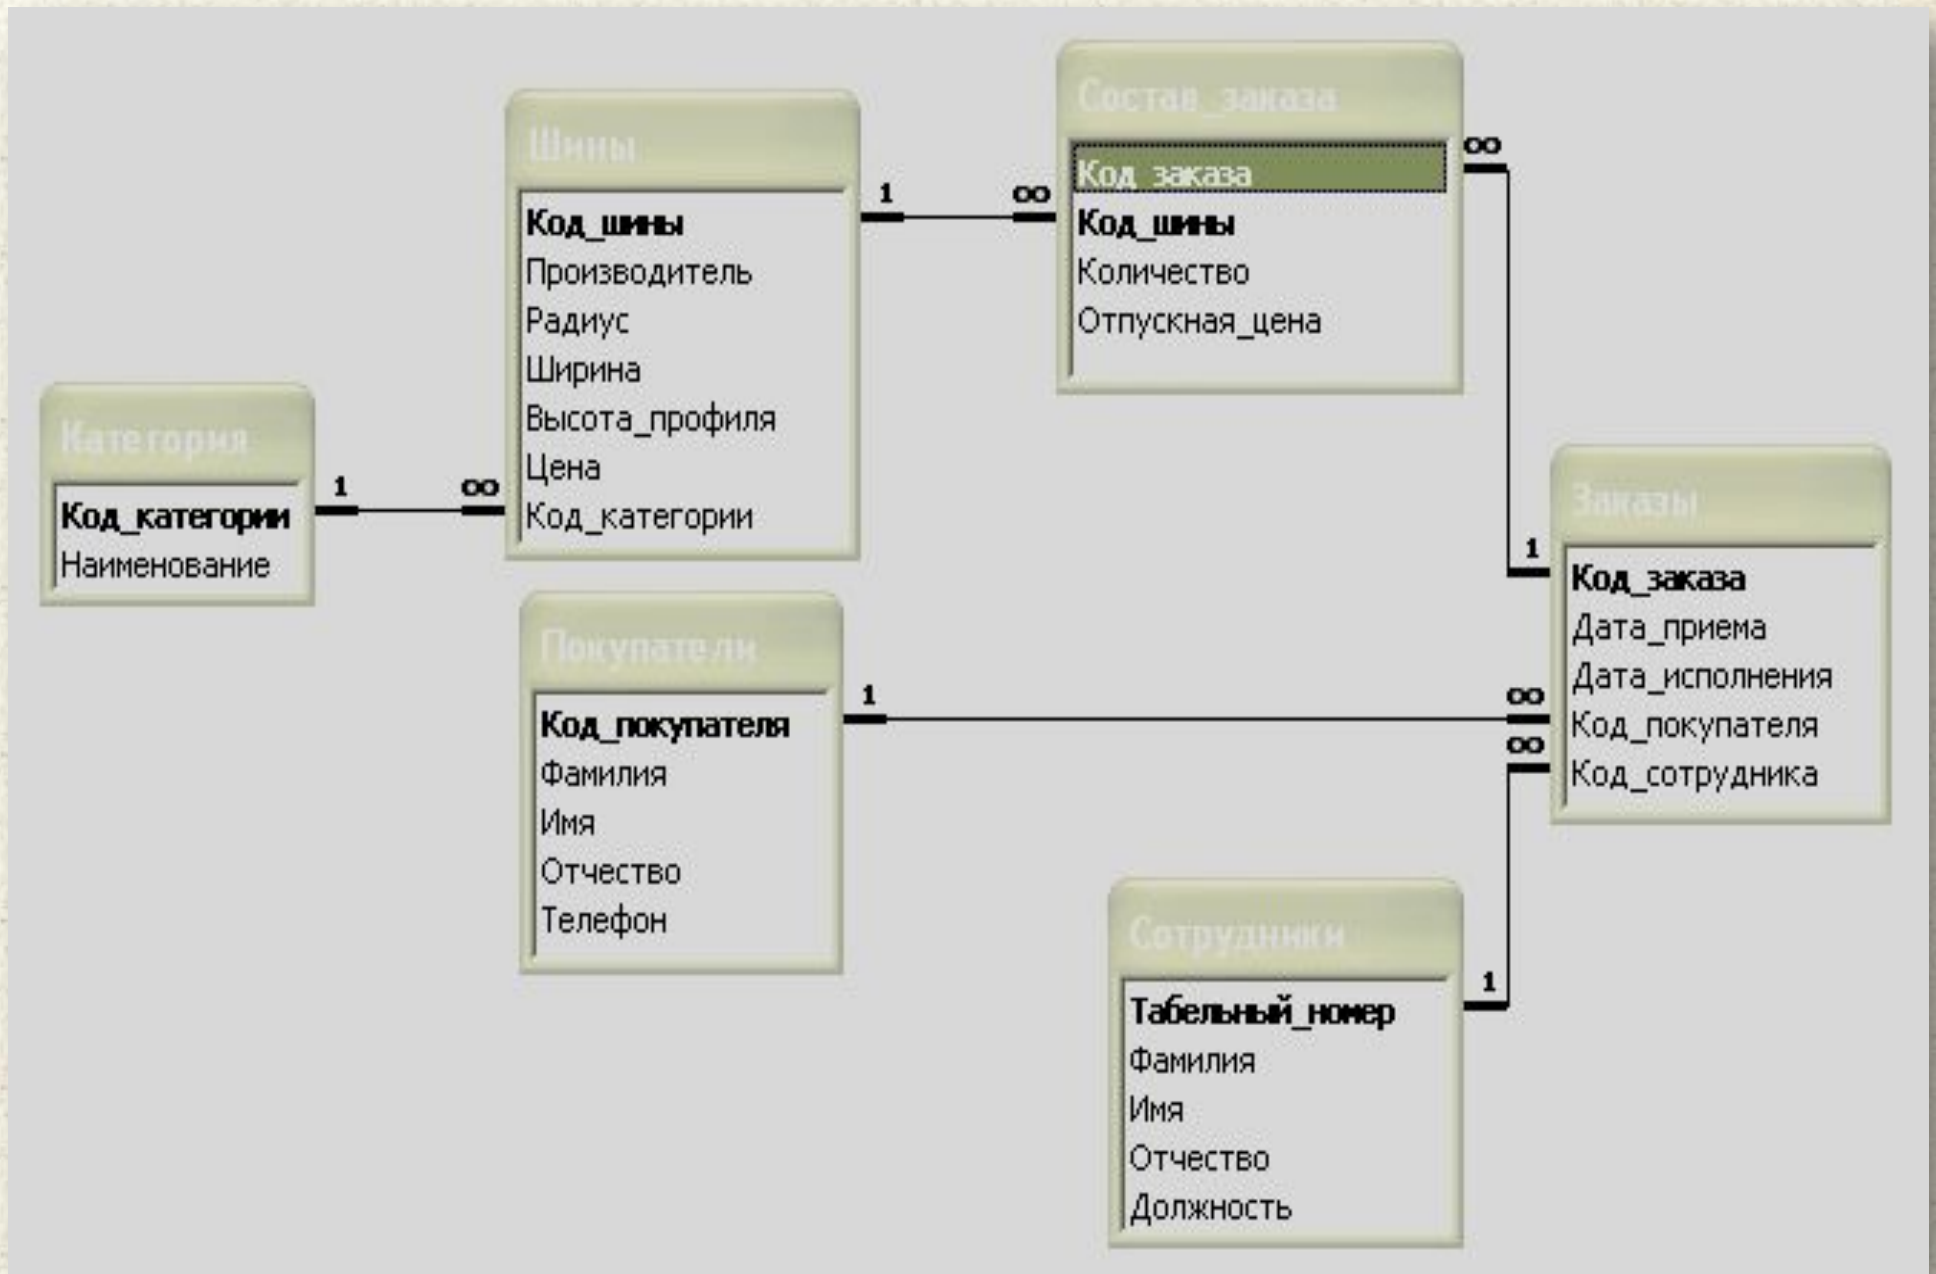 Категория
Код_категории
Наименование
1
∞
Шины
Код_шины
Производитель
Радиус
Ширина
Высота_профиля
Цена
Код_категории
1
∞
Состав_заказа
Код_заказа
Код_шины
Количество
Отпускная_цена
∞
1
Заказы
Код_заказа
Дата_приема
Дата_исполнения
Код_покупателя
Код_сотрудника
Покупатели
Код_покупателя
Фамилия
Имя
Отчество
Телефон
1
∞
∞
1
Сотрудники
Табельный_номер
Фамилия
Имя
Отчество
Должность